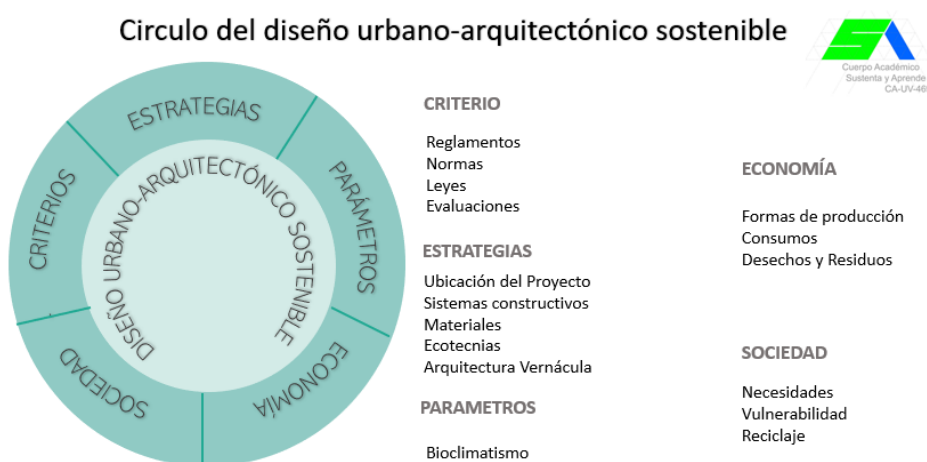 Circulo del diseño urbano-arquitectónico sostenible
Cuerpo Académico
Sustenta y Aprende
CA-UV-46
ESTRATEGIAS
PARÁMETROS
ECONOMÍA
SOCIEDAD
CRITERIOS
DISEÑO URBANO-ARQUITECTÓNICO SOSTENIBLE
CRITERIO
Reglamentos
Normas
Leyes
Evaluaciones
ESTRATEGIAS
Ubicación del Proyecto
Sistemas constructivos
Materiales
Ecotecnias
Arquitectura Vernácula
PARAMETROS
Bioclimatismo
ECONOMÍA
Formas de producción
Consumos
Desechos y Residuos
SOCIEDAD
Necesidades
Vulnerabilidad
Reciclaje